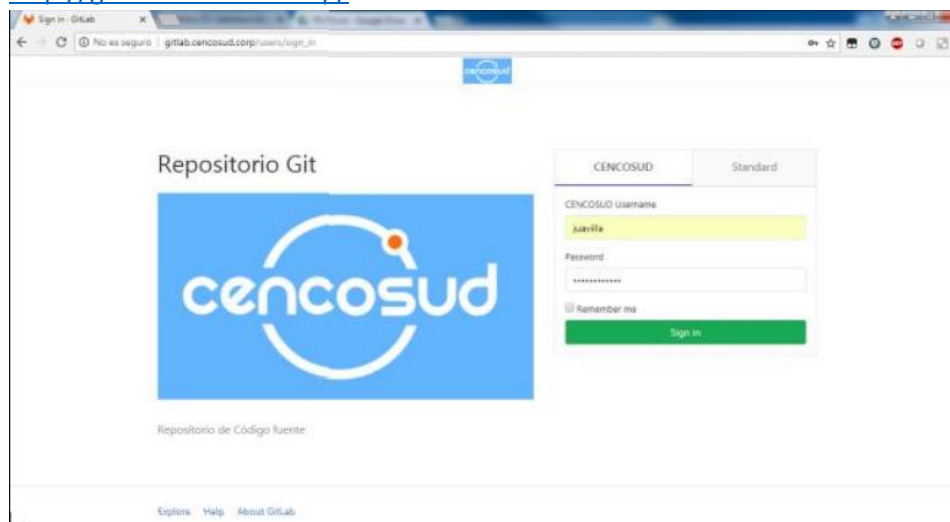 Sign in · GitLab
No es seguro | gitlab.cencosud.corp/users/sign_in
cencosud
Repositorio Git
CENCOSUD Standard
CENCOSUD Username
juavilla
Password
Remember me
Sign in
cencosud
Repositorio de Código fuente
Explore Help About GitLab